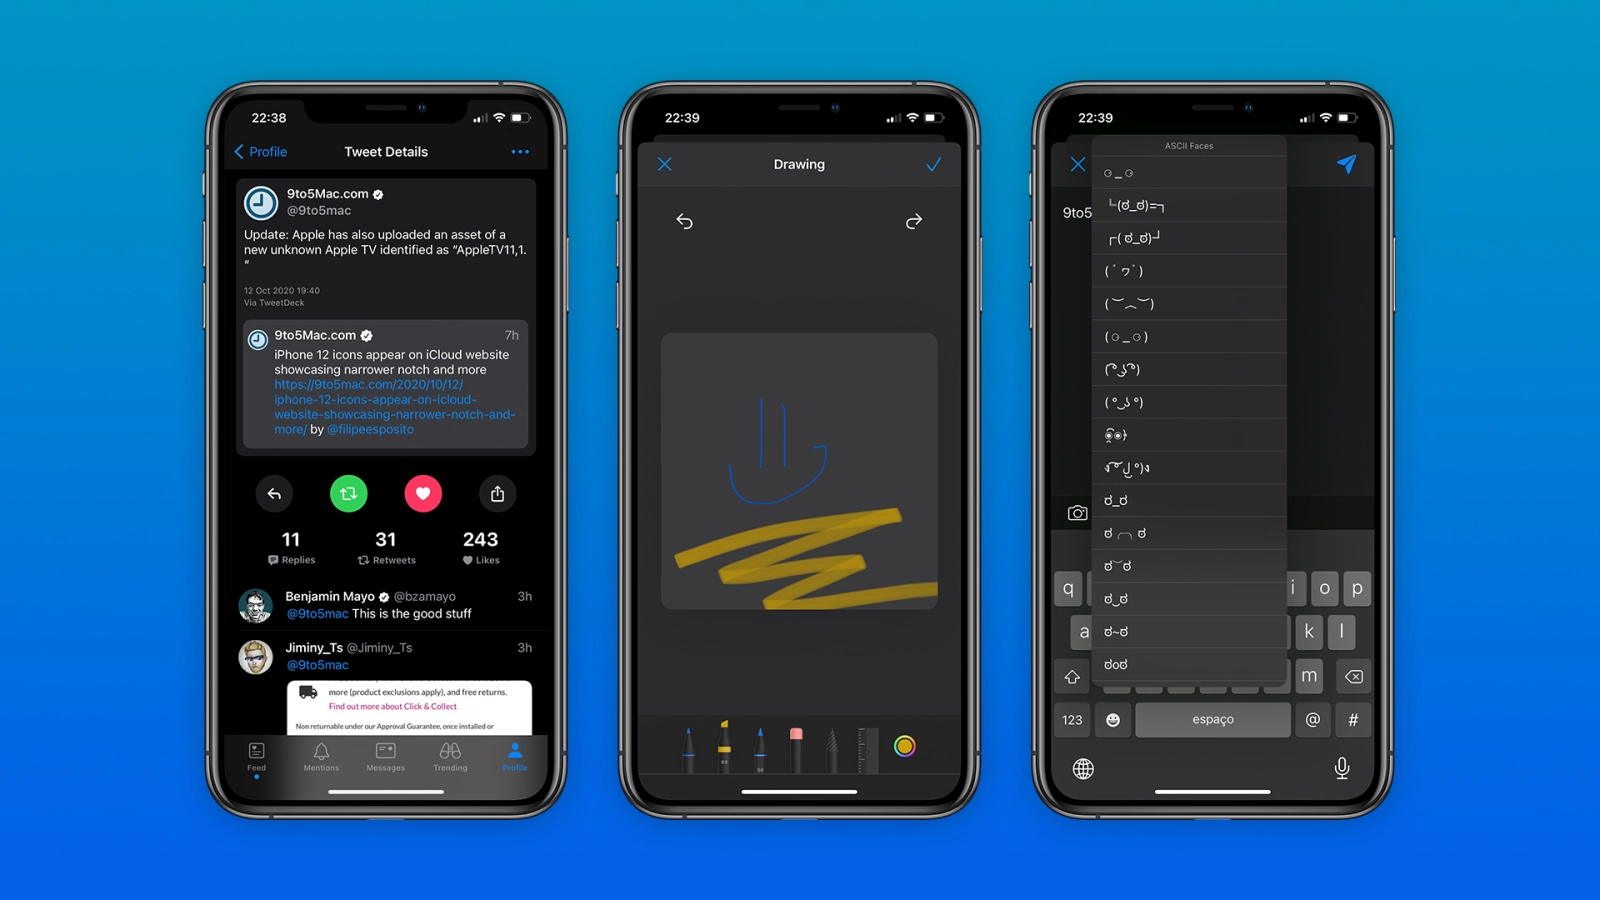 22:38
Profile
Tweet Details
9to5Mac.com
@9to5mac
Update: Apple has also uploaded an asset of a
new unknown Apple TV identified as “AppleTV11,1.
“
12 Oct 2020 19:40
Via TweetDeck
9to5Mac.com 7h
iPhone 12 icons appear on iCloud website
showcasing narrower notch and more
https://9to5mac.com/2020/10/12/
iphone-12-icons-appear-on-icloud-
website-showcasing-narrower-notch-and-
more/ by @filipeesposito
11 31 243
Replies Retweets Likes
Benjamin Mayo @bzamayo 3h
@9to5mac This is the good stuff
Jiminy_Ts @Jiminy_Ts 3h
@9to5mac
more (product exclusions apply), and free returns.
Find out more about Click & Collect
Non returnable under our Approval Guarantee, once installed or
Feed Mentions Messages Trending Profile
22:39
Drawing
22:39
ASCII Faces
9to5
⚆ _ ⚆
╚(ಠ_ಠ)=┐
┌( ಠ_ಠ)┘
( ﾟヮﾟ)
( ︶︿︶)
(⚆ _ ⚆)
( ͡° ͜ʖ ͡°)
( ° ͜ʖ °)
ಠ_ಠ
ಠ ⌒ ಠ
ಠ︶ಠ
ಠ‿ಠ
ಠ~ಠ
ಠoಠ
q i o p
a k l
m
123 espaço @ #